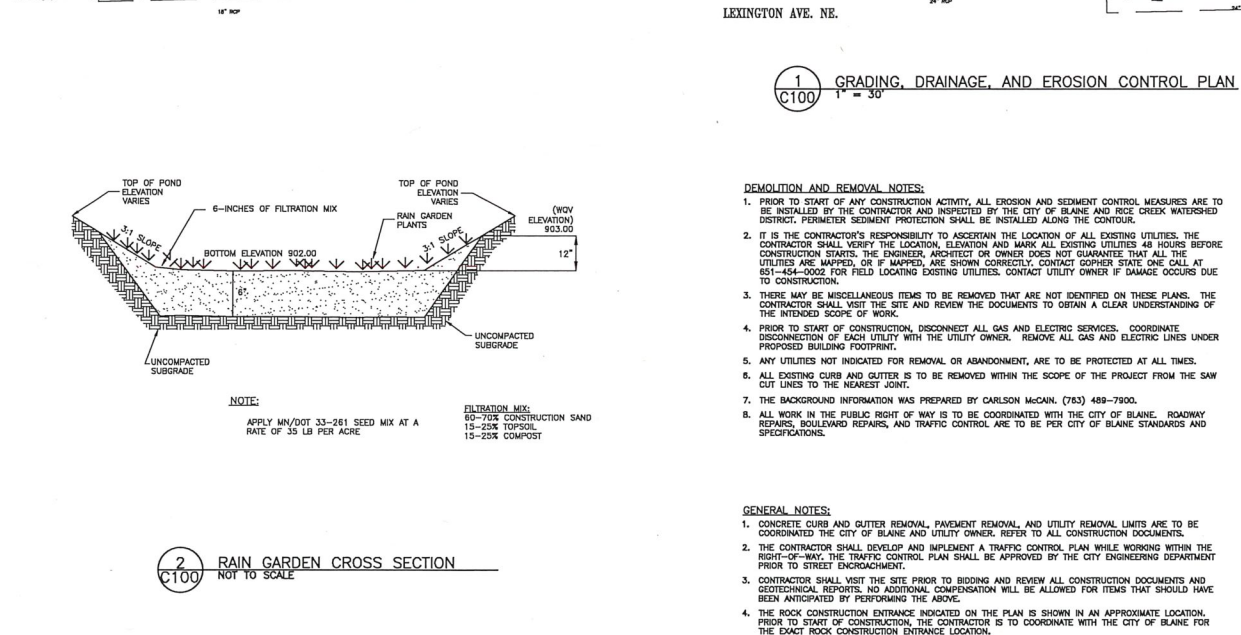 18" RCP
24" RCP
LEXINGTON AVE. NE.
1
C100
GRADING, DRAINAGE, AND EROSION CONTROL PLAN
1" = 30'
TOP OF POND
ELEVATION
VARIES
6-INCHES OF FILTRATION MIX
3:1 SLOPE
BOTTOM ELEVATION 902.00
TOP OF POND
ELEVATION
VARIES
RAIN GARDEN
PLANTS
3:1 SLOPE
(WQV
ELEVATION)
903.00
12"
6"
UNCOMPACTED
SUBGRADE
UNCOMPACTED
SUBGRADE
NOTE:
APPLY MN/DOT 33-261 SEED MIX AT A
RATE OF 35 LB PER ACRE
FILTRATION MIX:
60-70% CONSTRUCTION SAND
15-25% TOPSOIL
15-25% COMPOST
2
C100
RAIN GARDEN CROSS SECTION
NOT TO SCALE
DEMOLITION AND REMOVAL NOTES:
1. PRIOR TO START OF ANY CONSTRUCTION ACTIVITY, ALL EROSION AND SEDIMENT CONTROL MEASURES ARE TO
BE INSTALLED BY THE CONTRACTOR AND INSPECTED BY THE CITY OF BLAINE AND RICE CREEK WATERSHED
DISTRICT. PERIMETER SEDIMENT PROTECTION SHALL BE INSTALLED ALONG THE CONTOUR.
2. IT IS THE CONTRACTOR'S RESPONSIBILITY TO ASCERTAIN THE LOCATION OF ALL EXISTING UTILITIES. THE
CONTRACTOR SHALL VERIFY THE LOCATION, ELEVATION AND MARK ALL EXISTING UTILITIES 48 HOURS BEFORE
CONSTRUCTION STARTS. THE ENGINEER, ARCHITECT OR OWNER DOES NOT GUARANTEE THAT ALL THE
UTILITIES ARE MAPPED, OR IF MAPPED, ARE SHOWN CORRECTLY. CONTACT GOPHER STATE ONE CALL AT
651-454-0002 FOR FIELD LOCATING EXISTING UTILITIES. CONTACT UTILITY OWNER IF DAMAGE OCCURS DUE
TO CONSTRUCTION.
3. THERE MAY BE MISCELLANEOUS ITEMS TO BE REMOVED THAT ARE NOT IDENTIFIED ON THESE PLANS. THE
CONTRACTOR SHALL VISIT THE SITE AND REVIEW THE DOCUMENTS TO OBTAIN A CLEAR UNDERSTANDING OF
THE INTENDED SCOPE OF WORK.
4. PRIOR TO START OF CONSTRUCTION, DISCONNECT ALL GAS AND ELECTRIC SERVICES. COORDINATE
DISCONNECTION OF EACH UTILITY WITH THE UTILITY OWNER. REMOVE ALL GAS AND ELECTRIC LINES UNDER
PROPOSED BUILDING FOOTPRINT.
5. ANY UTILITIES NOT INDICATED FOR REMOVAL OR ABANDONMENT, ARE TO BE PROTECTED AT ALL TIMES.
6. ALL EXISTING CURB AND GUTTER IS TO BE REMOVED WITHIN THE SCOPE OF THE PROJECT FROM THE SAW
CUT LINES TO THE NEAREST JOINT.
7. THE BACKGROUND INFORMATION WAS PREPARED BY CARLSON McCAIN. (763) 489-7900.
8. ALL WORK IN THE PUBLIC RIGHT OF WAY IS TO BE COORDINATED WITH THE CITY OF BLAINE. ROADWAY
REPAIRS, BOULEVARD REPAIRS, AND TRAFFIC CONTROL ARE TO BE PER CITY OF BLAINE STANDARDS AND
SPECIFICATIONS.
GENERAL NOTES:
1. CONCRETE CURB AND GUTTER REMOVAL, PAVEMENT REMOVAL, AND UTILITY REMOVAL LIMITS ARE TO BE
COORDINATED THE CITY OF BLAINE AND UTILITY OWNER. REFER TO ALL CONSTRUCTION DOCUMENTS.
2. THE CONTRACTOR SHALL DEVELOP AND IMPLEMENT A TRAFFIC CONTROL PLAN WHILE WORKING WITHIN THE
RIGHT-OF-WAY. THE TRAFFIC CONTROL PLAN SHALL BE APPROVED BY THE CITY ENGINEERING DEPARTMENT
PRIOR TO STREET ENCROACHMENT.
3. CONTRACTOR SHALL VISIT THE SITE PRIOR TO BIDDING AND REVIEW ALL CONSTRUCTION DOCUMENTS AND
GEOTECHNICAL REPORTS. NO ADDITIONAL COMPENSATION WILL BE ALLOWED FOR ITEMS THAT SHOULD HAVE
BEEN ANTICIPATED BY PERFORMING THE ABOVE.
4. THE ROCK CONSTRUCTION ENTRANCE INDICATED ON THE PLAN IS SHOWN IN AN APPROXIMATE LOCATION.
PRIOR TO START OF CONSTRUCTION, THE CONTRACTOR IS TO COORDINATE WITH THE CITY OF BLAINE FOR
THE EXACT ROCK CONSTRUCTION ENTRANCE LOCATION.